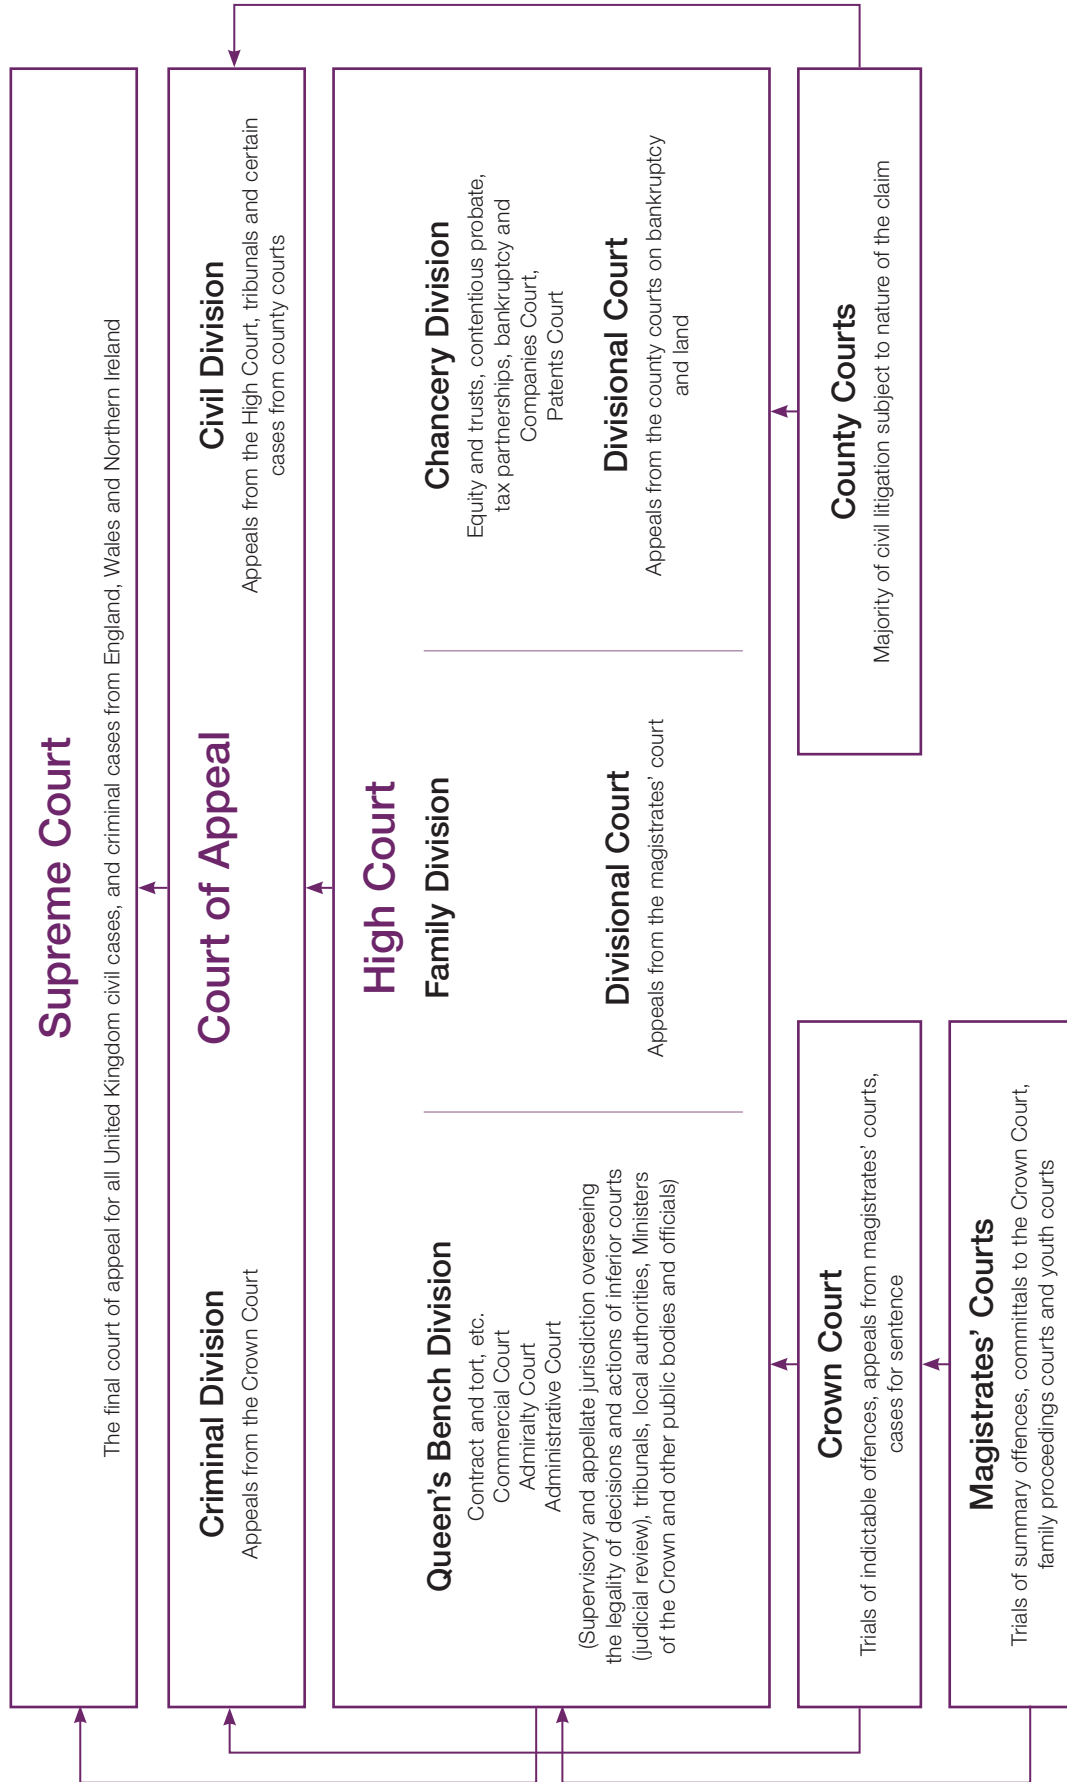 Supreme Court
The final court of appeal for all United Kingdom civil cases, and criminal cases from England, Wales and Northern Ireland
Court of Appeal
Criminal Division
Appeals from the Crown Court
Civil Division
Appeals from the High Court, tribunals and certain
cases from county courts
High Court
Queen's Bench Division
Contract and tort, etc.
Commercial Court
Admiralty Court
Administrative Court
(Supervisory and appellate jurisdiction overseeing
the legality of decisions and actions of inferior courts
(judicial review), tribunals, local authorities, Ministers
of the Crown and other public bodies and officials)
Family Division
Divisional Court
Appeals from the magistrates' court
Chancery Division
Equity and trusts, contentious probate,
tax partnerships, bankruptcy and
Companies Court,
Patents Court
Divisional Court
Appeals from the county courts on bankruptcy
and land
Crown Court
Trials of indictable offences, appeals from magistrates' courts,
cases for sentence
County Courts
Majority of civil litigation subject to nature of the claim
Magistrates' Courts
Trials of summary offences, committals to the Crown Court,
family proceedings courts and youth courts